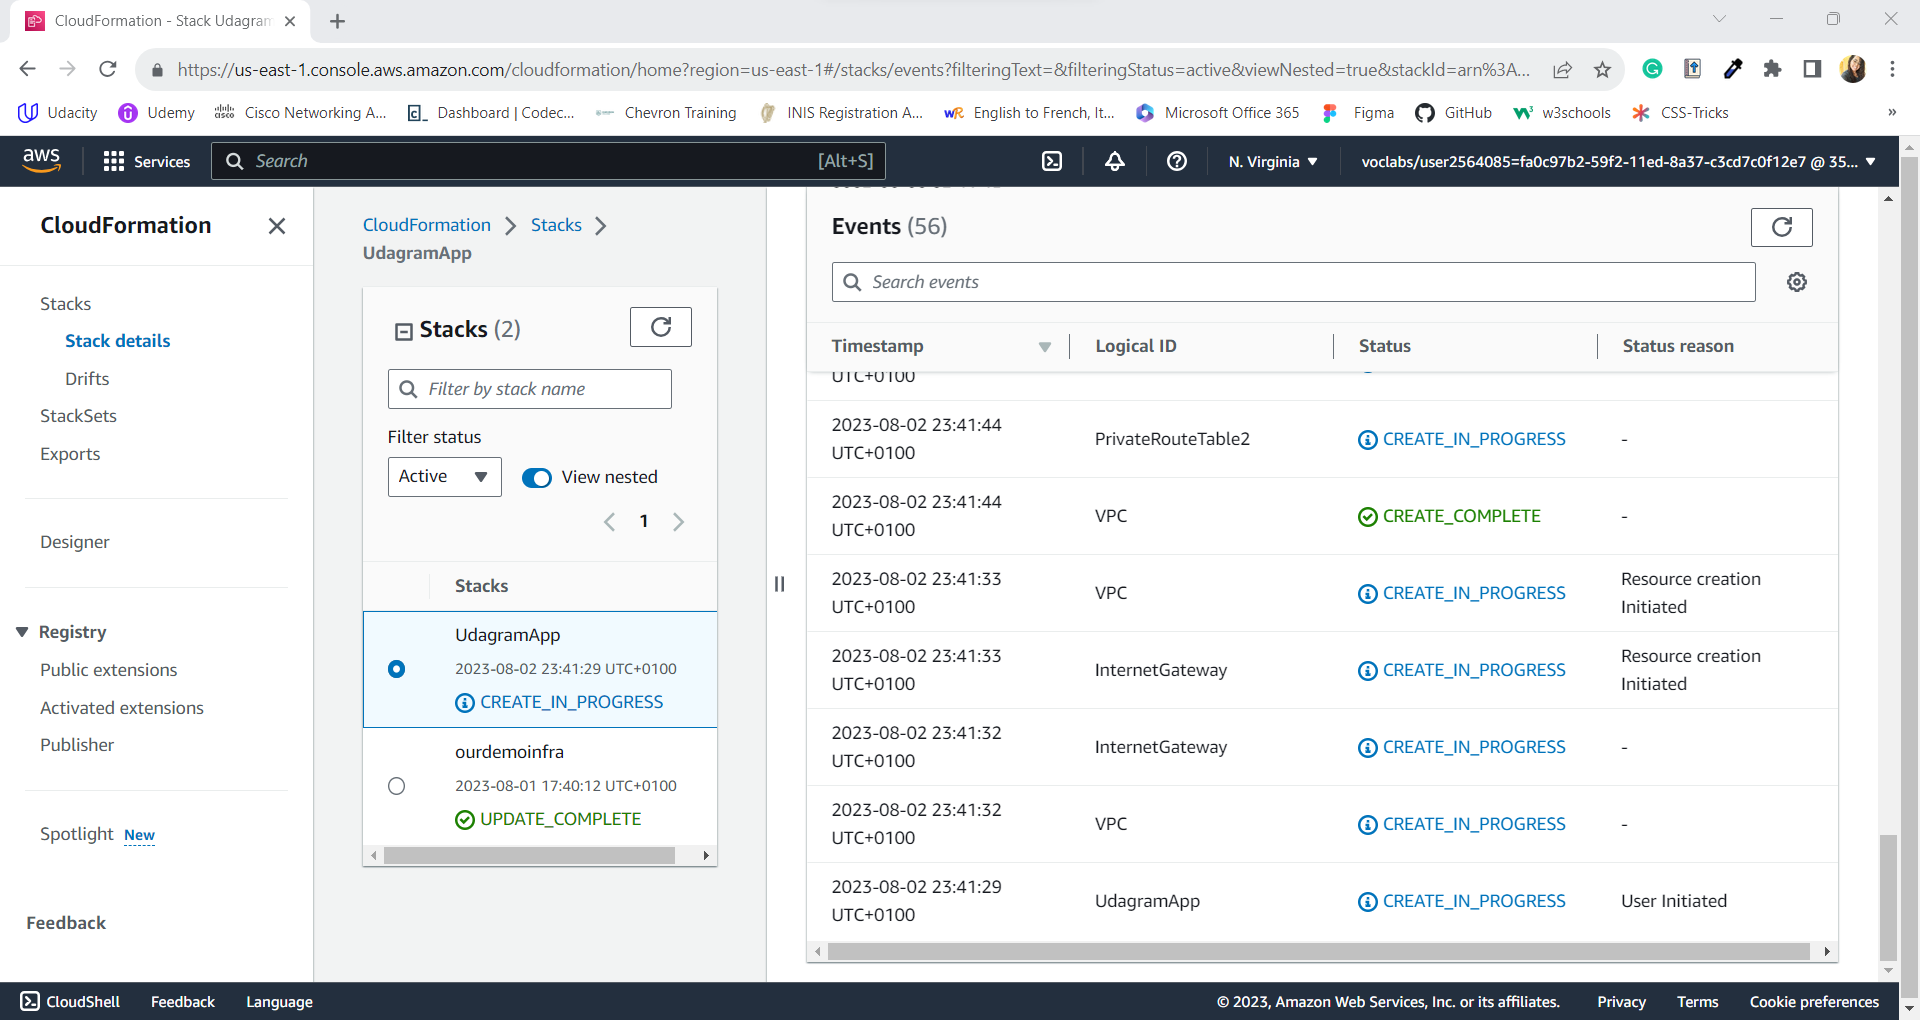 CloudFormation - Stack Udagram
https://us-east-1.console.aws.amazon.com/cloudformation/home?region=us-east-1#/stacks/events?filteringText=&filteringStatus=active&viewNested=true&stackId=arn%3A...
Udacity
Udemy
Cisco Networking A...
Dashboard | Codec...
Chevron Training
INIS Registration A...
English to French, It...
Microsoft Office 365
Figma
GitHub
w3schools
CSS-Tricks
»
aws
Services
Search
[Alt+S]
N. Virginia
voclabs/user2564085=fa0c97b2-59f2-11ed-8a37-c3cd7c0f12e7 @ 35...
CloudFormation
Stacks
Stack details
Drifts
StackSets
Exports
Designer
Registry
Public extensions
Activated extensions
Publisher
Spotlight New
Feedback
CloudFormation
Stacks
UdagramApp
Stacks (2)
Filter by stack name
Filter status
Active
View nested
1
Stacks
UdagramApp
2023-08-02 23:41:29 UTC+0100
CREATE_IN_PROGRESS
ourdemoinfra
2023-08-01 17:40:12 UTC+0100
UPDATE_COMPLETE
Events (56)
Search events
Timestamp
Logical ID
Status
Status reason
UTC+0100
2023-08-02 23:41:44
UTC+0100
PrivateRouteTable2
CREATE_IN_PROGRESS
-
2023-08-02 23:41:44
UTC+0100
VPC
CREATE_COMPLETE
-
2023-08-02 23:41:33
UTC+0100
VPC
CREATE_IN_PROGRESS
Resource creation
Initiated
2023-08-02 23:41:33
UTC+0100
InternetGateway
CREATE_IN_PROGRESS
Resource creation
Initiated
2023-08-02 23:41:32
UTC+0100
InternetGateway
CREATE_IN_PROGRESS
-
2023-08-02 23:41:32
UTC+0100
VPC
CREATE_IN_PROGRESS
-
2023-08-02 23:41:29
UTC+0100
UdagramApp
CREATE_IN_PROGRESS
User Initiated
CloudShell
Feedback
Language
© 2023, Amazon Web Services, Inc. or its affiliates.
Privacy
Terms
Cookie preferences